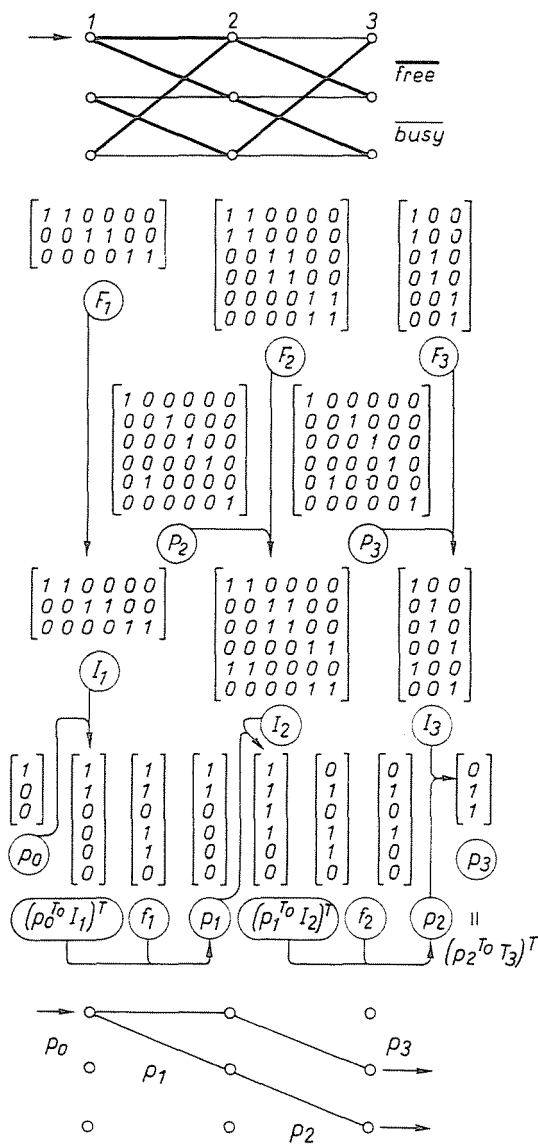 1 2 3
free
busy
1 1 0 0 0 0 1 1 0 0 0 0 1 0 0
0 0 1 1 0 0 1 1 0 0 0 0 1 0 0
0 0 0 0 1 1 0 0 1 1 0 0 0 1 0
0 0 1 1 0 0 0 1 0
0 0 0 0 1 1 0 0 1
0 0 0 0 1 1 0 0 1
F1 F2 F3
1 0 0 0 0 0 1 0 0 0 0 0
0 0 1 0 0 0 0 0 1 0 0 0
0 0 0 1 0 0 0 0 0 1 0 0
0 0 0 0 1 0 0 0 0 0 1 0
0 1 0 0 0 0 0 1 0 0 0 0
0 0 0 0 0 1 0 0 0 0 0 1
P2 P3
1 1 0 0 0 0 1 1 0 0 0 0 1 0 0
0 0 1 1 0 0 0 0 1 1 0 0 0 1 0
0 0 0 0 1 1 0 0 1 1 0 0 0 1 0
0 0 0 0 1 1 0 0 1
1 1 0 0 0 0 1 0 0
0 0 0 0 1 1 0 0 1
I1 I2 I3
1 1 1 1 1 0 0 0
0 1 1 1 1 1 1 1
0 0 0 0 1 0 0 1
0 1 0 1 1 1
0 1 0 0 1 0
0 0 0 0 0 0
p0 p3
(p0^To I1)^T f1 p1 (p1^To I2)^T f2 p2 =
(p2^To T3)^T
p0 p1 p2 p3